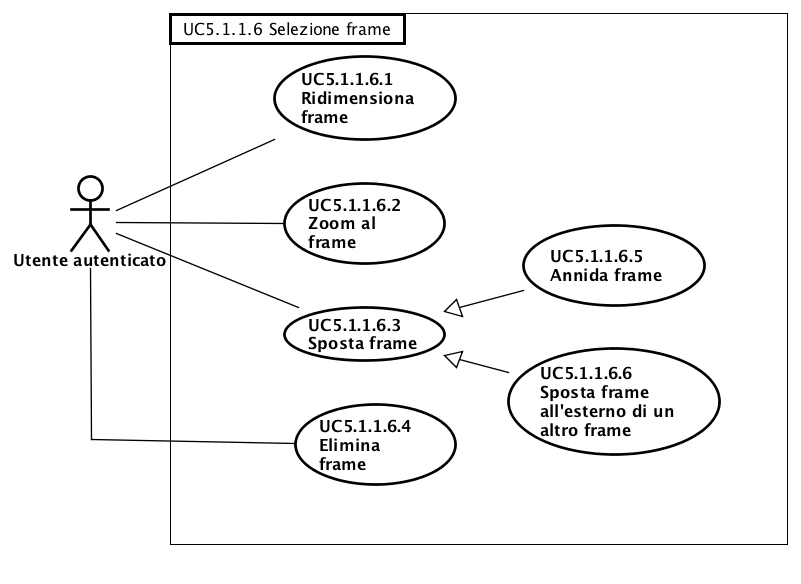 UC5.1.1.6 Selezione frame
UC5.1.1.6.1
Ridimensiona
frame
UC5.1.1.6.2
Zoom al
frame
Utente autenticato
UC5.1.1.6.5
Annida frame
UC5.1.1.6.3
Sposta frame
UC5.1.1.6.6
Sposta frame
all'esterno di un
altro frame
UC5.1.1.6.4
Elimina
frame